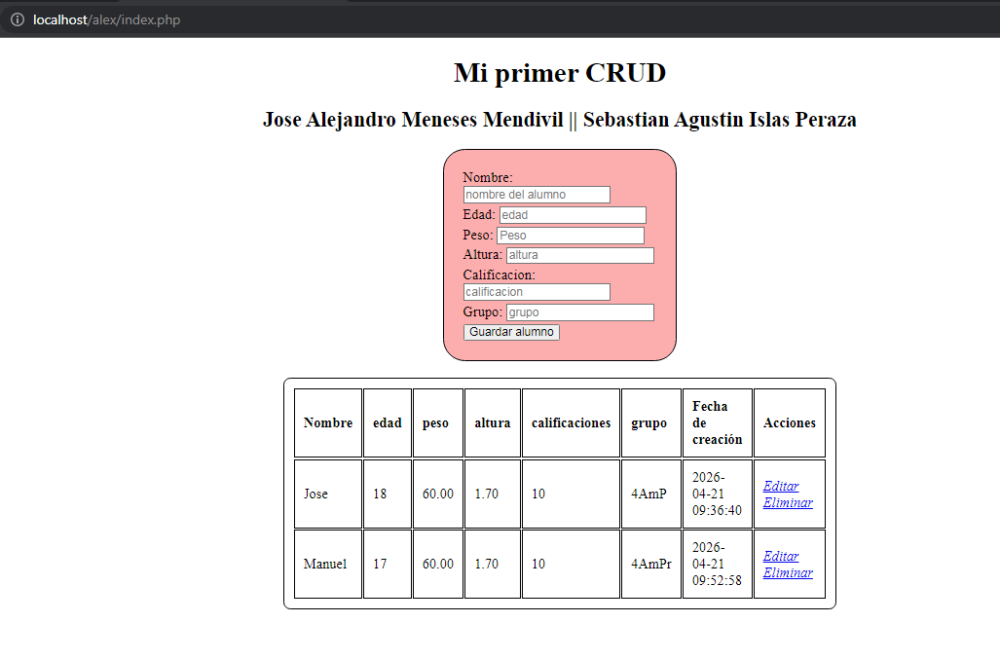 localhost/alex/index.php
Mi primer CRUD
Jose Alejandro Meneses Mendivil || Sebastian Agustin Islas Peraza
Nombre:
nombre del alumno
Edad: edad
Peso: Peso
Altura: altura
Calificacion:
calificacion
Grupo: grupo
Guardar alumno
Nombre edad peso altura calificaciones grupo Fecha de creación Acciones
Jose 18 60.00 1.70 10 4AmP 2026-04-21 09:36:40 Editar Eliminar
Manuel 17 60.00 1.70 10 4AmPr 2026-04-21 09:52:58 Editar Eliminar